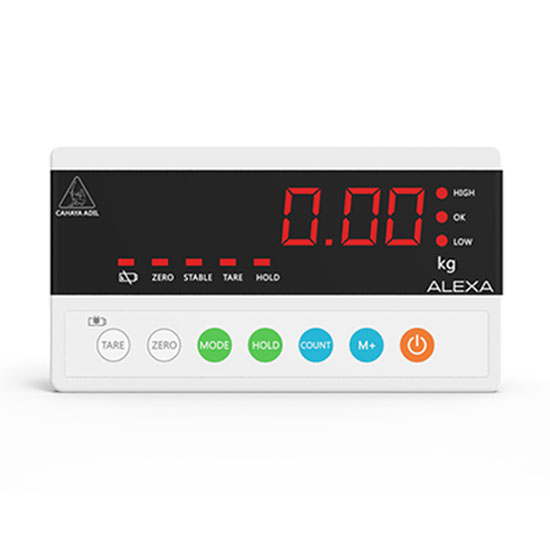 CAHAYA ADIL
0.00
HIGH
OK
LOW
kg
ZERO STABLE TARE HOLD
ALEXA
TARE ZERO MODE HOLD COUNT M+